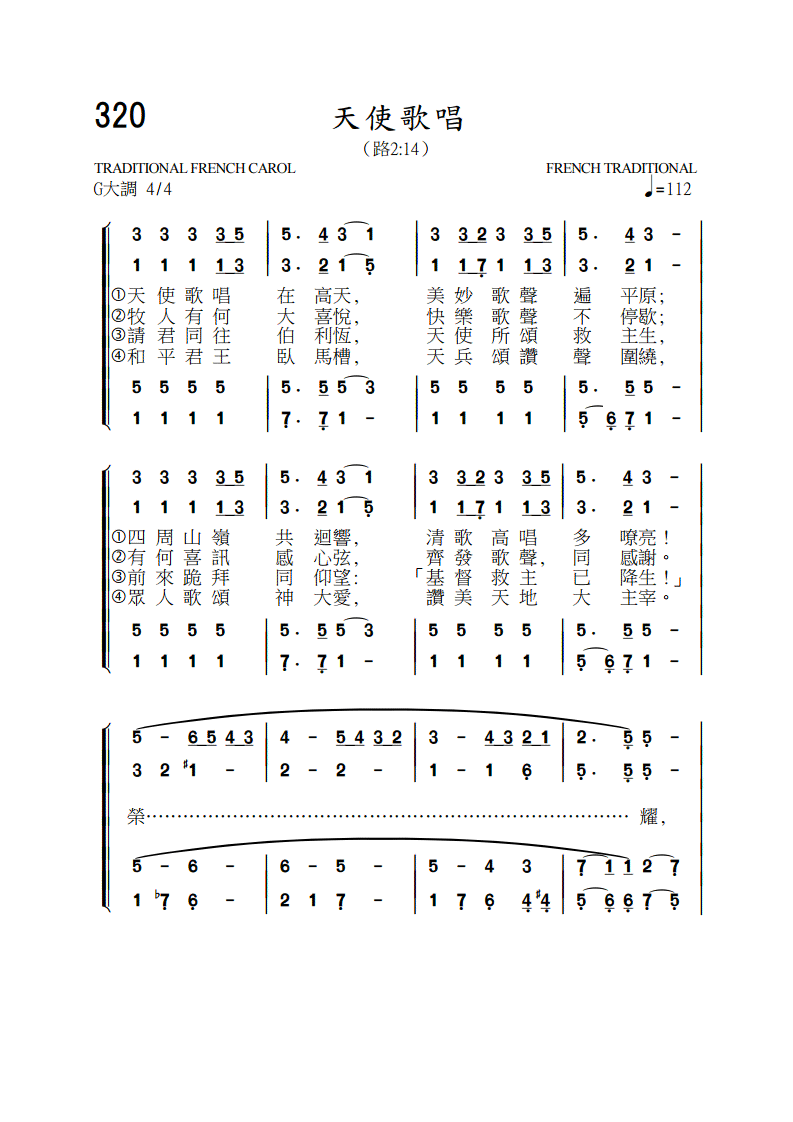 320
天使歌唱
（路2:14）
TRADITIONAL FRENCH CAROL FRENCH TRADITIONAL
G大調 4/4 ♩=112
3 3 3 3 5 | 5 . 4 3 1 | 3 3 2 3 3 5 | 5 . 4 3 -
1 1 1 1 3 | 3 . 2 1 5 | 1 1 7 1 1 3 | 3 . 2 1 -
①天使歌唱 在 高天， 美妙歌聲 遍 平原；
②牧人有何 大 喜悅， 快樂歌聲 不 停歇；
③請君同往 伯 利恆， 天使所頌 救 主生，
④和平君王 臥 馬槽， 天兵頌讚 聲 圍繞，
5 5 5 5 | 5 . 5 5 3 | 5 5 5 5 | 5 . 5 5 -
1 1 1 1 | 7 . 7 1 - | 1 1 1 1 | 5 6 7 1 -
3 3 3 3 5 | 5 . 4 3 1 | 3 3 2 3 3 5 | 5 . 4 3 -
1 1 1 1 3 | 3 . 2 1 5 | 1 1 7 1 1 3 | 3 . 2 1 -
①四周山嶺 共 迴響， 清歌高唱 多 嘹亮！
②有何喜訊 感 心弦， 齊發歌聲， 同 感謝。
③前來跪拜 同 仰望： 「基督救主 已 降生！」
④眾人歌頌 神 大愛， 讚美天地 大 主宰。
5 5 5 5 | 5 . 5 5 3 | 5 5 5 5 | 5 . 5 5 -
1 1 1 1 | 7 . 7 1 - | 1 1 1 1 | 5 6 7 1 -
5 - 6 5 4 3 | 4 - 5 4 3 2 | 3 - 4 3 2 1 | 2 . 5 5 -
3 2 ♯1 - | 2 - 2 - | 1 - 1 6 | 5 . 5 5 -
榮………………………………………………………………… 耀，
5 - 6 - | 6 - 5 - | 5 - 4 3 | 7 1 1 2 7
1 ♭7 6 - | 2 1 7 - | 1 7 6 4 ♯4 | 5 6 6 7 5